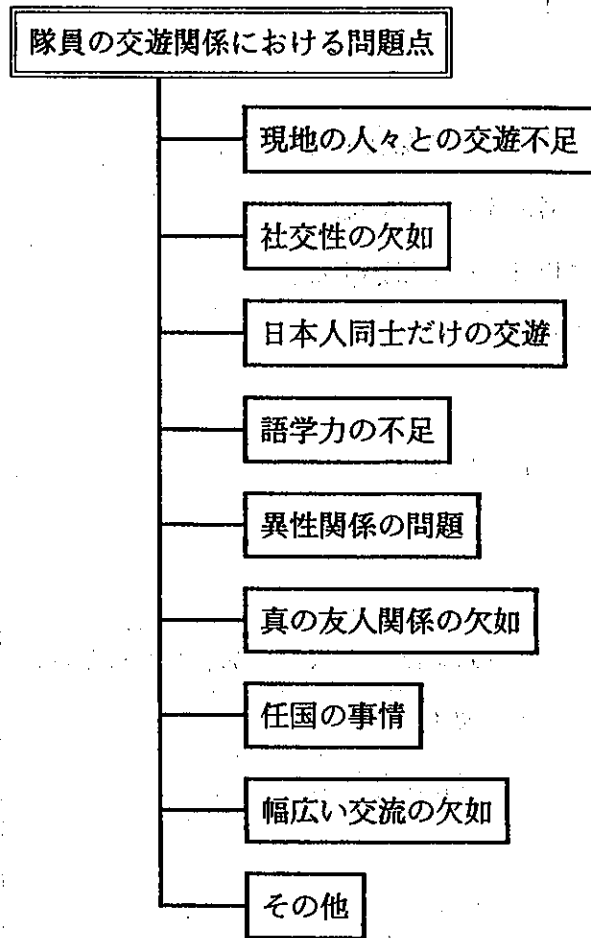 隊員の交遊関係における問題点
現地の人々との交遊不足
社交性の欠如
日本人同士だけの交遊
語学力の不足
異性関係の問題
真の友人関係の欠如
任国の事情
幅広い交流の欠如
その他